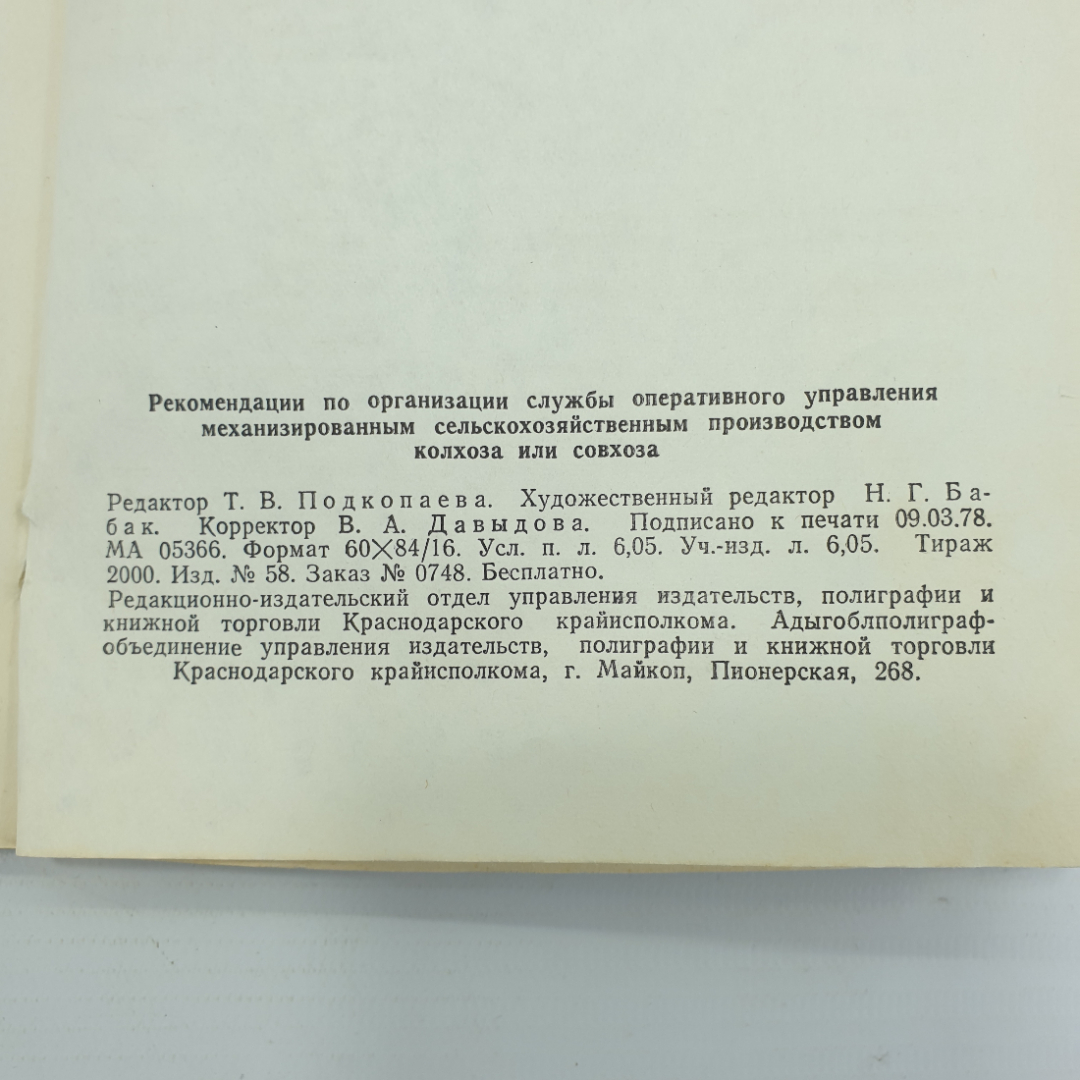 Рекомендации по организации службы оперативного управления
механизированным сельскохозяйственным производством
колхоза или совхоза
Редактор Т. В. Подкопаева. Художественный редактор Н. Г. Ба-
бак. Корректор В. А. Давыдова. Подписано к печати 09.03.78.
МА 05366. Формат 60×84/16. Усл. п. л. 6,05. Уч.-изд. л. 6,05. Тираж
2000. Изд. № 58. Заказ № 0748. Бесплатно.
Редакционно-издательский отдел управления издательств, полиграфии и
книжной торговли Краснодарского крайисполкома. Адыгоблполиграф-
объединение управления издательств, полиграфии и книжной торговли
Краснодарского крайисполкома, г. Майкоп, Пионерская, 268.